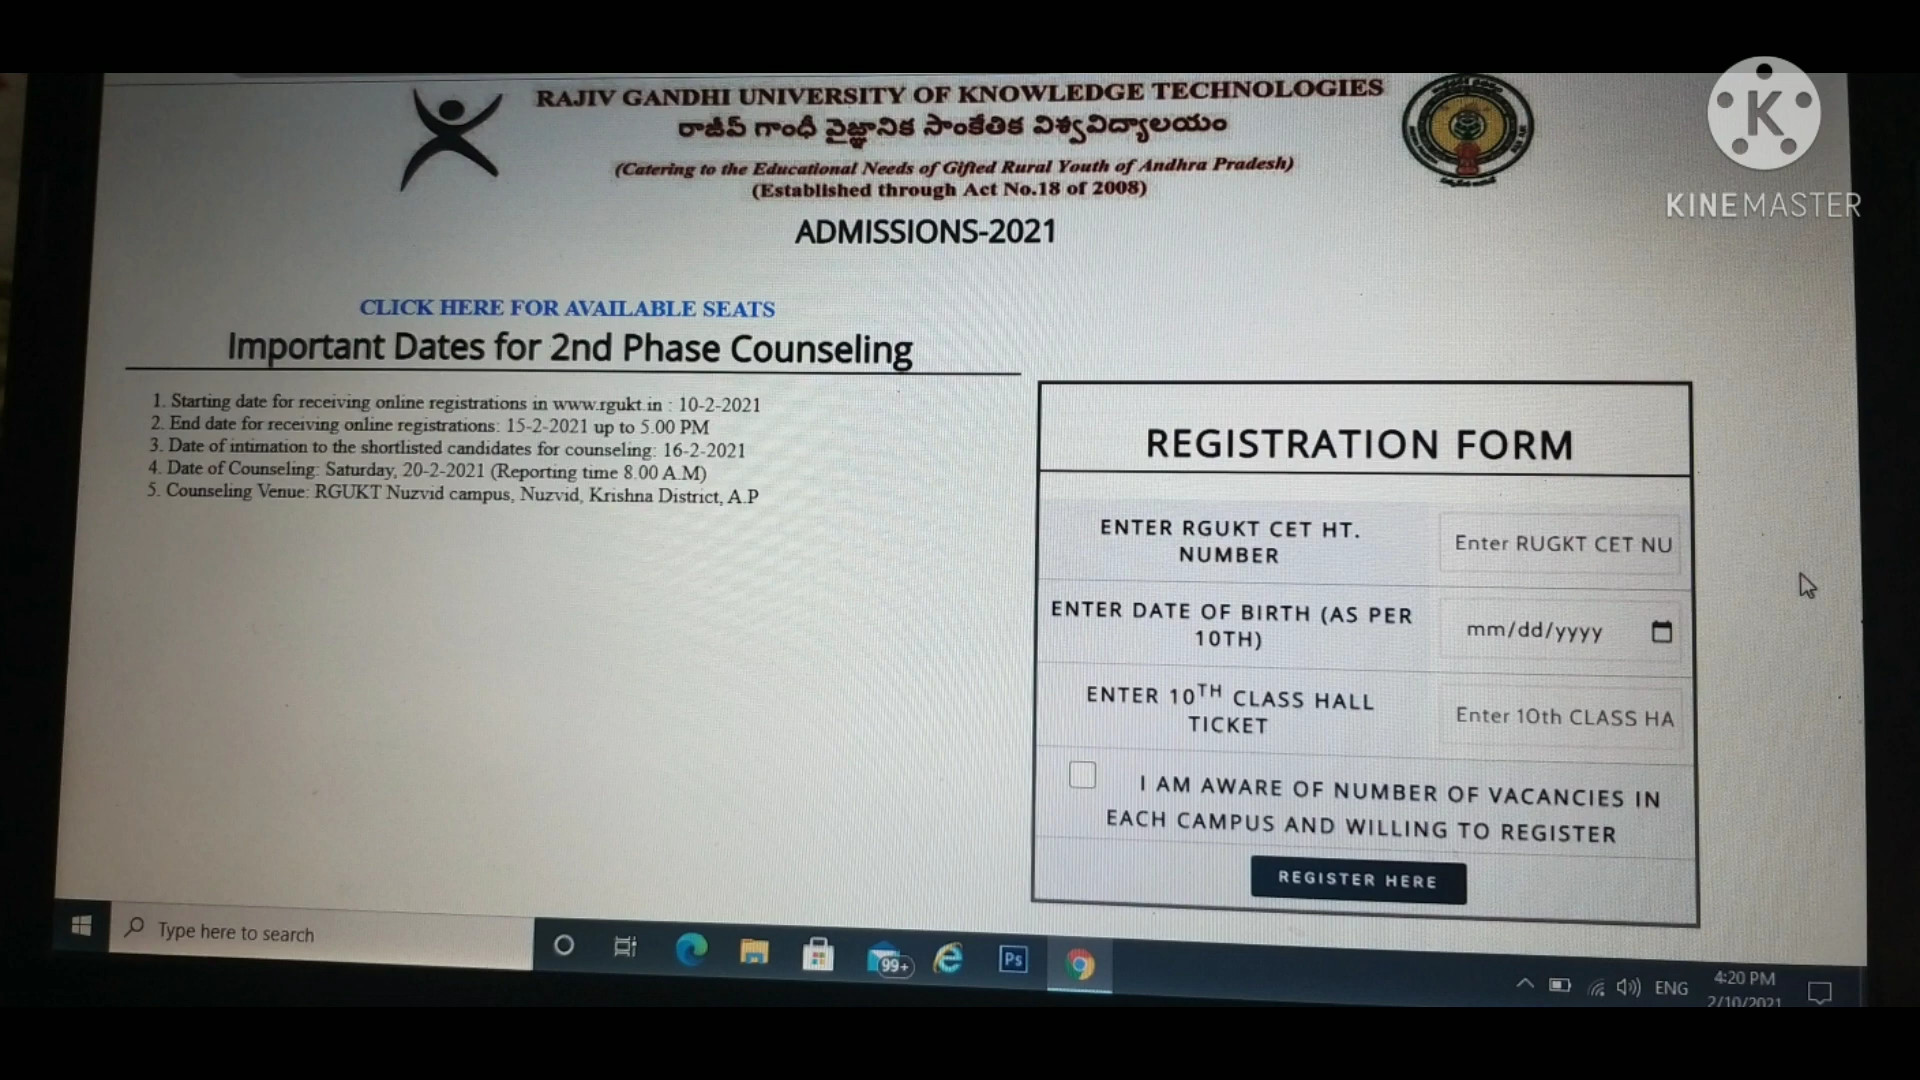 RAJIV GANDHI UNIVERSITY OF KNOWLEDGE TECHNOLOGIES
రాజీవ్ గాంధీ వైజ్ఞానిక సాంకేతిక విశ్వవిద్యాలయం
(Catering to the Educational Needs of Gifted Rural Youth of Andhra Pradesh)
(Established through Act No.18 of 2008)
ADMISSIONS-2021
K
KINEMASTER
CLICK HERE FOR AVAILABLE SEATS
Important Dates for 2nd Phase Counseling
1. Starting date for receiving online registrations in www.rgukt.in : 10-2-2021
2. End date for receiving online registrations: 15-2-2021 up to 5.00 PM
3. Date of intimation to the shortlisted candidates for counseling: 16-2-2021
4. Date of Counseling: Saturday, 20-2-2021 (Reporting time 8.00 A.M)
5. Counseling Venue: RGUKT Nuzvid campus, Nuzvid, Krishna District, A.P
REGISTRATION FORM
ENTER RGUKT CET HT.
NUMBER
Enter RUGKT CET NU
ENTER DATE OF BIRTH (AS PER
10TH)
mm/dd/yyyy
ENTER 10TH CLASS HALL
TICKET
Enter 10th CLASS HA
I AM AWARE OF NUMBER OF VACANCIES IN
EACH CAMPUS AND WILLING TO REGISTER
REGISTER HERE
Type here to search
99+
Ps
ENG
4:20 PM
2/10/2021